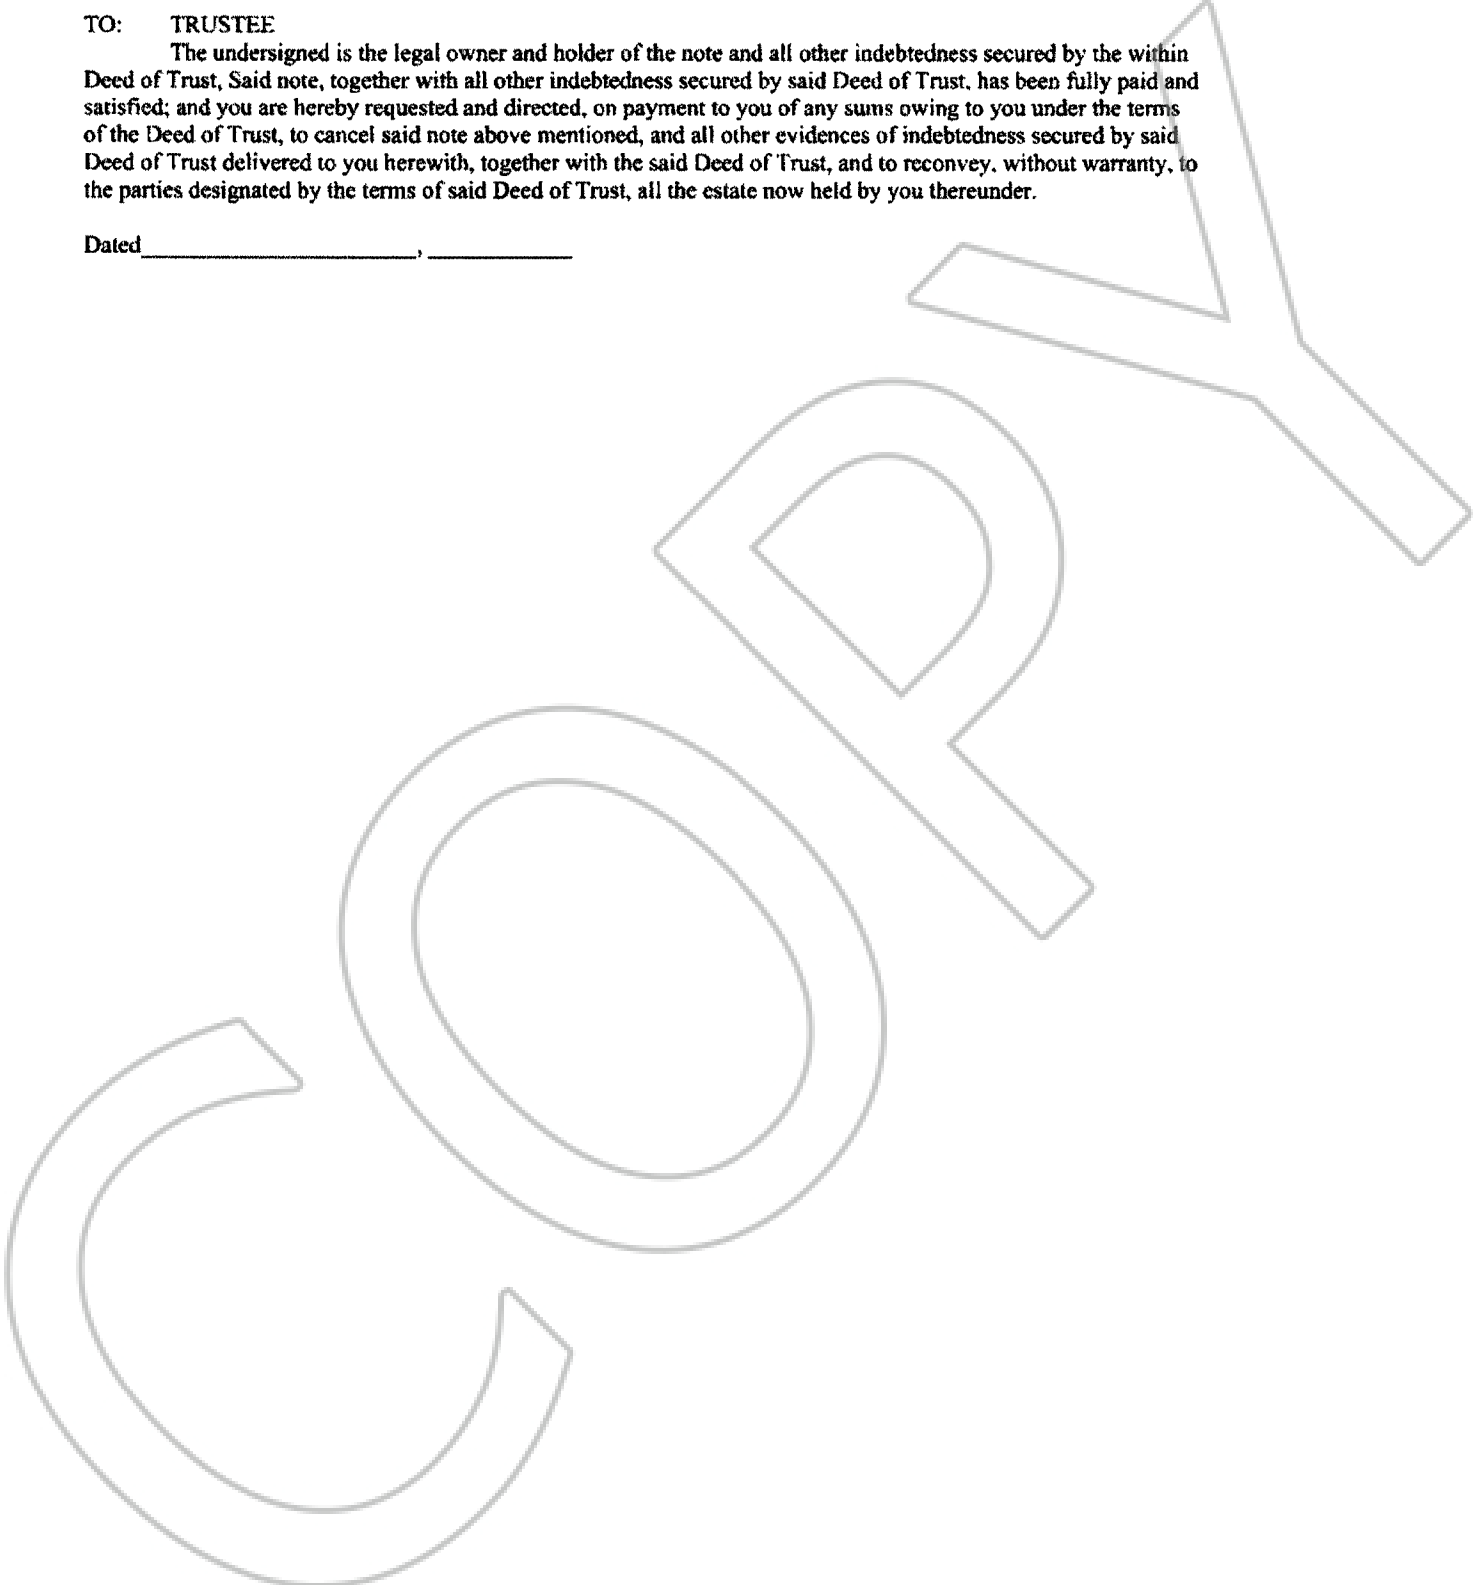 TO: TRUSTEE
The undersigned is the legal owner and holder of the note and all other indebtedness secured by the within
Deed of Trust, Said note, together with all other indebtedness secured by said Deed of Trust, has been fully paid and
satisfied; and you are hereby requested and directed, on payment to you of any sums owing to you under the terms
of the Deed of Trust, to cancel said note above mentioned, and all other evidences of indebtedness secured by said
Deed of Trust delivered to you herewith, together with the said Deed of Trust, and to reconvey, without warranty, to
the parties designated by the terms of said Deed of Trust, all the estate now held by you thereunder.
Dated____________________, __________
COPY